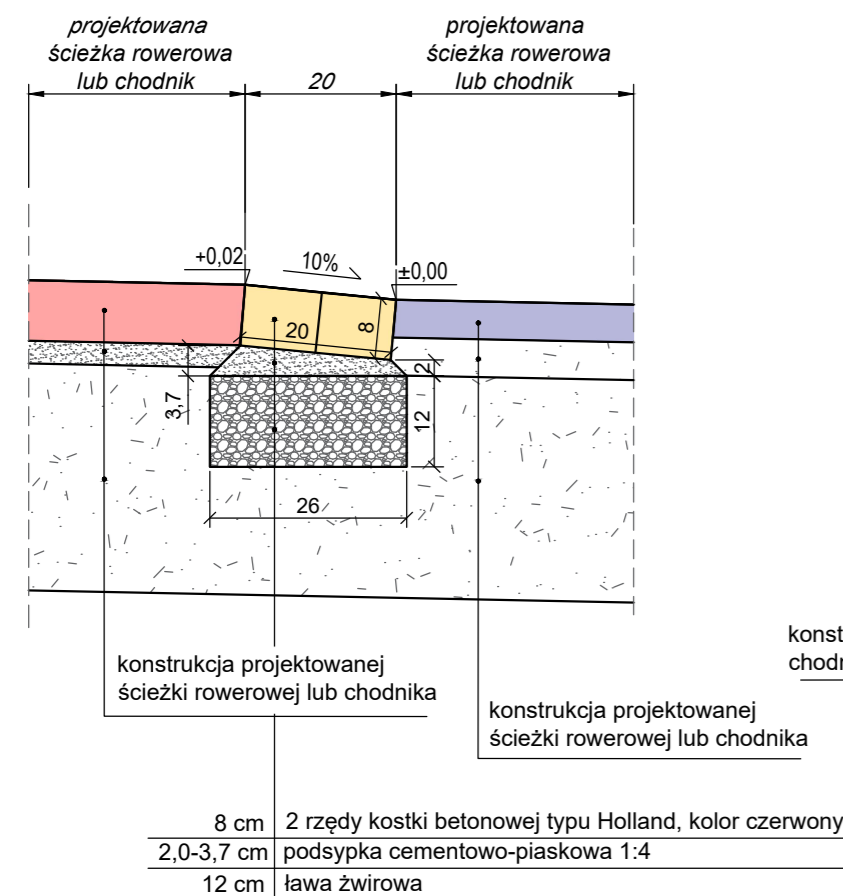 projektowana
ścieżka rowerowa
lub chodnik
20
projektowana
ścieżka rowerowa
lub chodnik
+0,02
10%
±0,00
20
8
2
3,7
12
26
konstrukcja projektowanej
ścieżki rowerowej lub chodnika
konstrukcja projektowanej
ścieżki rowerowej lub chodnika
8 cm 2 rzędy kostki betonowej typu Holland, kolor czerwony
2,0-3,7 cm podsypka cementowo-piaskowa 1:4
12 cm ława żwirowa